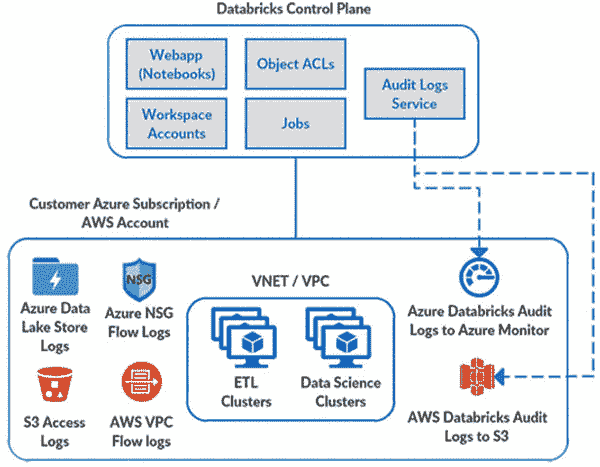 Databricks Control Plane
Webapp
(Notebooks)
Object ACLs
Audit Logs
Service
Workspace
Accounts
Jobs
Customer Azure Subscription /
AWS Account
NSG
VNET / VPC
Azure Data
Lake Store
Logs
Azure NSG
Flow Logs
Azure Databricks Audit
Logs to Azure Monitor
ETL
Clusters
Data Science
Clusters
S3 Access
Logs
AWS VPC
Flow logs
AWS Databricks Audit
Logs to S3